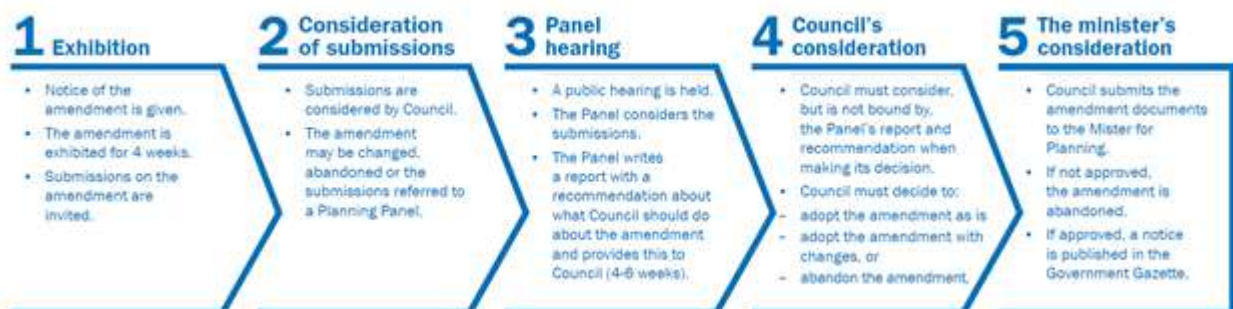 1 Exhibition
• Notice of the
amendment is given.
• The amendment is
exhibited for 4 weeks.
• Submissions on the
amendment are
invited.
2 Consideration
of submissions
• Submissions are
considered by Council.
• The amendment
may be changed,
abandoned or the
submissions referred to
a Planning Panel.
3 Panel
hearing
• A public hearing is held.
• The Panel considers the
submissions.
• The Panel writes
a report with a
recommendation about
what Council should do
about the amendment
and provides this to
Council (4-6 weeks).
4 Council's
consideration
• Council must consider,
but is not bound by,
the Panel's report and
recommendation when
making its decision.
• Council must decide to:
– adopt the amendment as is
– adopt the amendment with
changes, or
– abandon the amendment.
5 The minister's
consideration
• Council submits the
amendment documents
to the Mister for
Planning.
• If not approved,
the amendment is
abandoned.
• If approved, a notice
is published in the
Government Gazette.